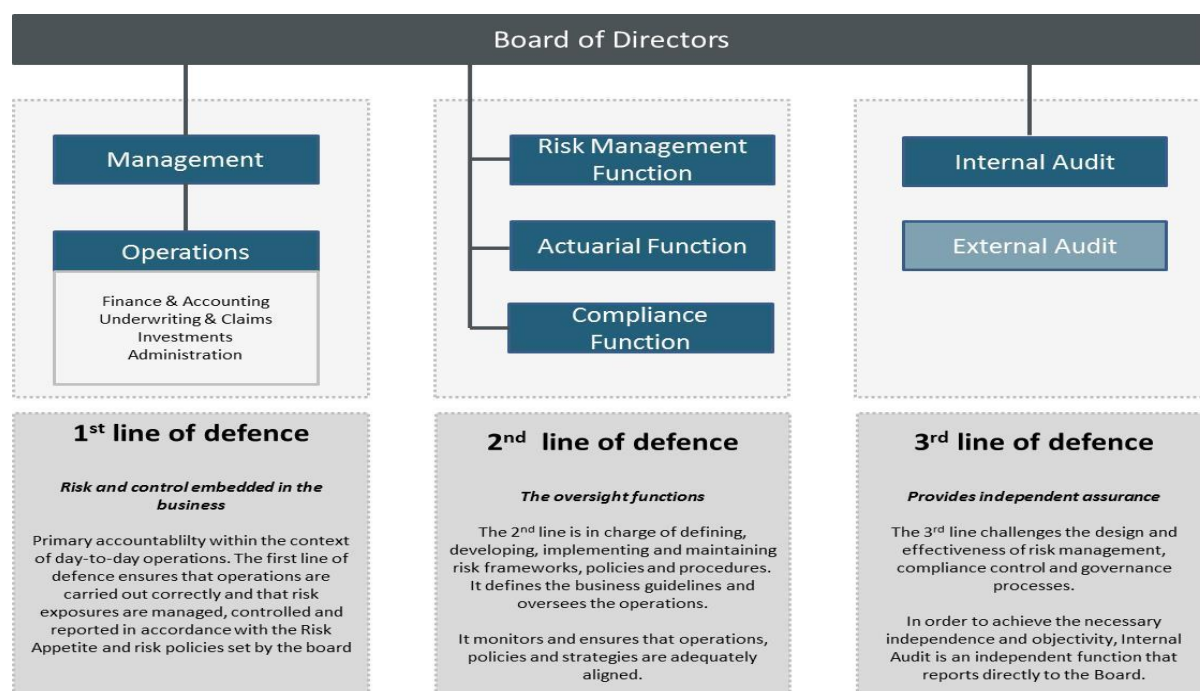 Board of Directors
Management
Operations
Finance & Accounting
Underwriting & Claims
Investments
Administration
Risk Management
Function
Actuarial Function
Compliance
Function
Internal Audit
External Audit
1st line of defence
Risk and control embedded in the
business
Primary accountablilty within the context
of day-to-day operations. The first line of
defence ensures that operations are
carried out correctly and that risk
exposures are managed, controlled and
reported in accordance with the Risk
Appetite and risk policies set by the board
2nd line of defence
The oversight functions
The 2nd line is in charge of defining,
developing, implementing and maintaining
risk frameworks, policies and procedures.
It defines the business guidelines and
oversees the operations.
It monitors and ensures that operations,
policies and strategies are adequately
aligned.
3rd line of defence
Provides independent assurance
The 3rd line challenges the design and
effectiveness of risk management,
compliance control and governance
processes.
In order to achieve the necessary
independence and objectivity, Internal
Audit is an independent function that
reports directly to the Board.